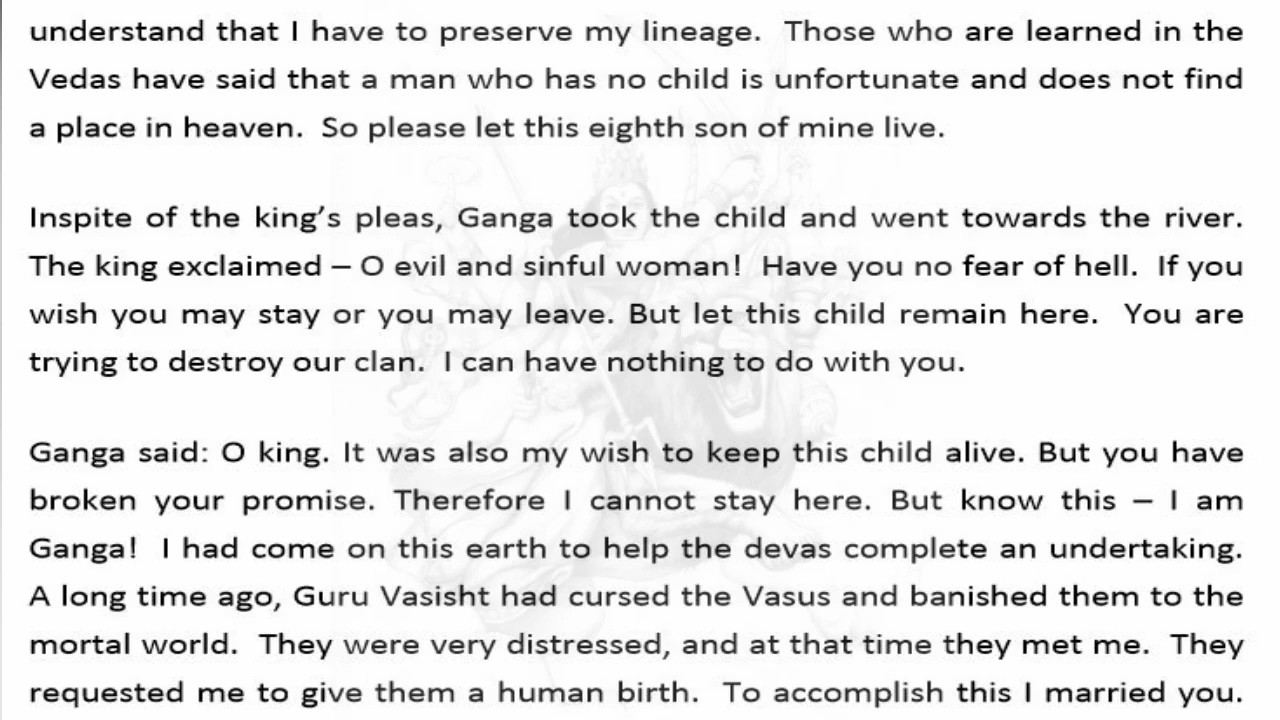 understand that I have to preserve my lineage. Those who are learned in the
Vedas have said that a man who has no child is unfortunate and does not find
a place in heaven. So please let this eighth son of mine live.
Inspite of the king's pleas, Ganga took the child and went towards the river.
The king exclaimed – O evil and sinful woman! Have you no fear of hell. If you
wish you may stay or you may leave. But let this child remain here. You are
trying to destroy our clan. I can have nothing to do with you.
Ganga said: O king. It was also my wish to keep this child alive. But you have
broken your promise. Therefore I cannot stay here. But know this – I am
Ganga! I had come on this earth to help the devas complete an undertaking.
A long time ago, Guru Vasisht had cursed the Vasus and banished them to the
mortal world. They were very distressed, and at that time they met me. They
requested me to give them a human birth. To accomplish this I married you.